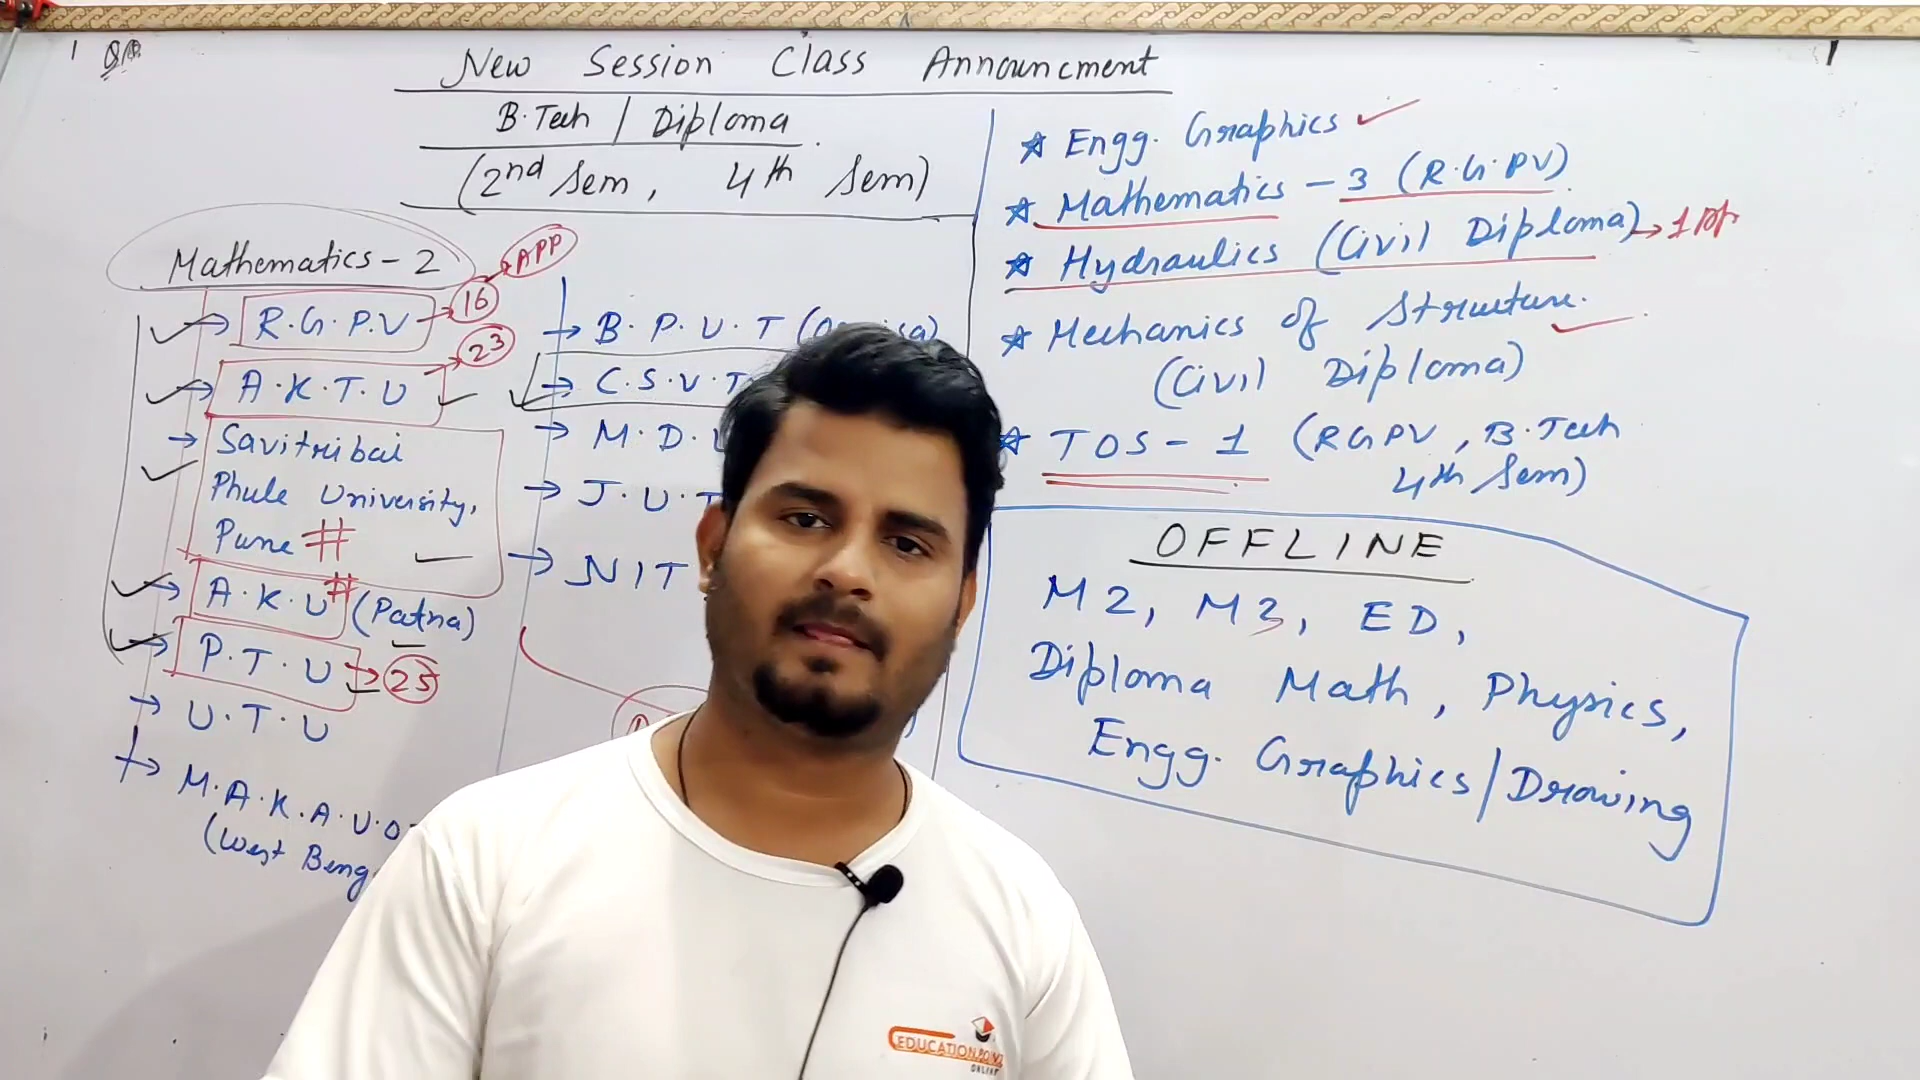 New Session Class Announcment
B.Tech / Diploma
(2nd Sem, 4th Sem)
Mathematics - 2
APP
R.G.P.V
16
A.K.T.U
23
Savitribai
Phule University,
Pune #
A.K.U # (Patna)
P.T.U
25
U.T.U
M.A.K.A.U.
(West Beng
B.P.U.T
C.S.V.T
M.D.
J.U.T
NIT
Engg. Graphics
Mathematics - 3 (R.G.PV)
Hydraulics (Civil Diploma)
Mechanics of Structure.
(Civil Diploma)
TOS - 1 (RGPV, B.Tech
4th Sem)
OFFLINE
M2, M3, ED,
Diploma Math, Physics,
Engg. Graphics/Drawing
EDUCATION POINT
ONLINE